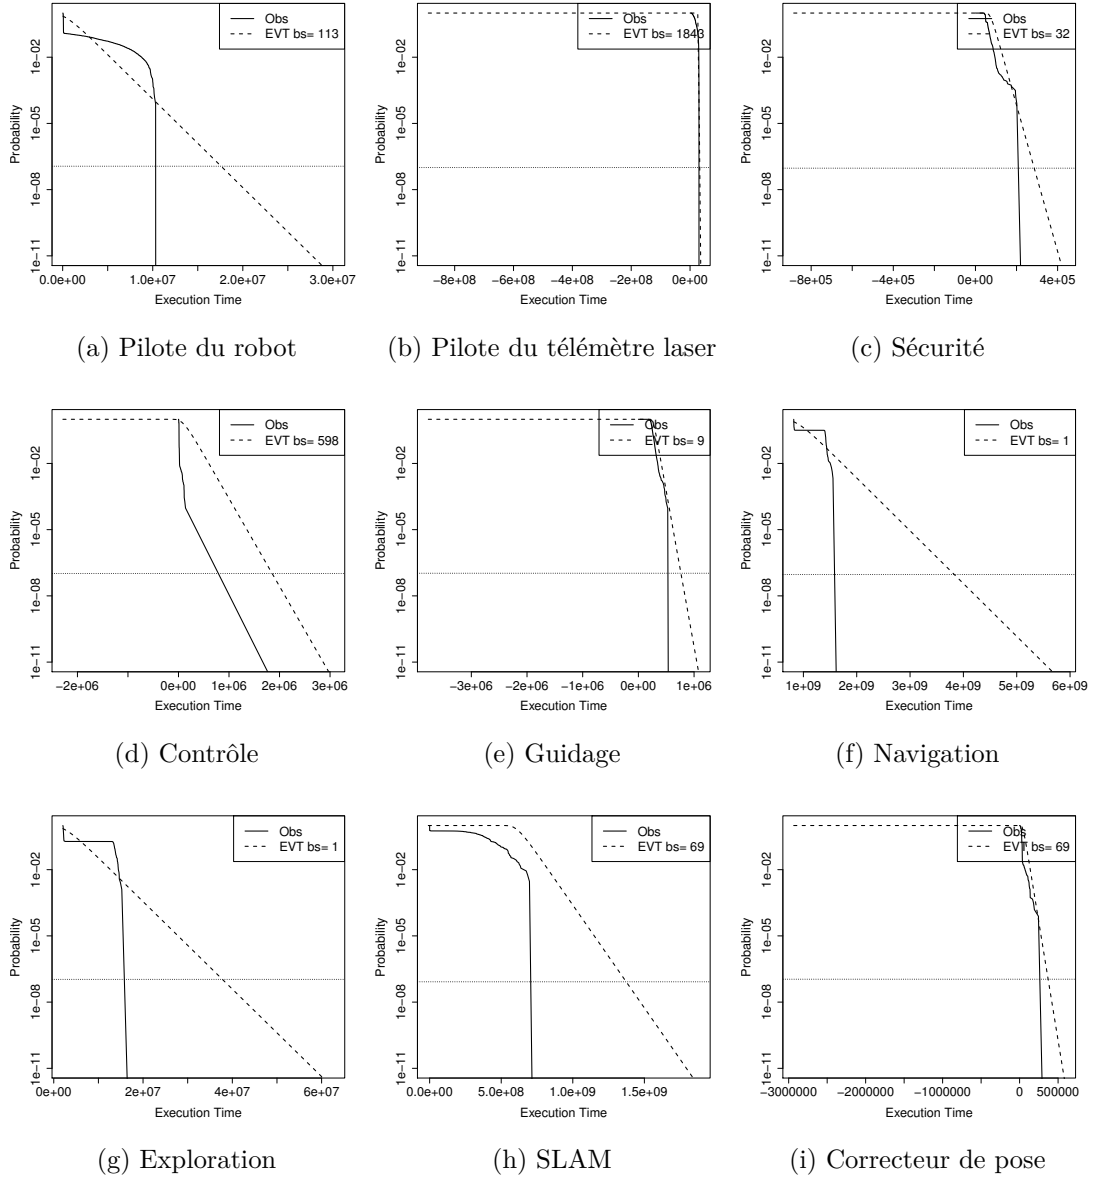 Obs
EVT bs= 113
Probability
1e−02
1e−05
1e−08
1e−11
0.0e+00 1.0e+07 2.0e+07 3.0e+07
Execution Time
(a) Pilote du robot
Obs
EVT bs= 1843
Probability
1e−02
1e−05
1e−08
1e−11
−8e+08 −6e+08 −4e+08 −2e+08 0e+00
Execution Time
(b) Pilote du télémètre laser
Obs
EVT bs= 32
Probability
1e−02
1e−05
1e−08
1e−11
−8e+05 −4e+05 0e+00 4e+05
Execution Time
(c) Sécurité
Obs
EVT bs= 598
Probability
1e−02
1e−05
1e−08
1e−11
−2e+06 0e+00 1e+06 2e+06 3e+06
Execution Time
(d) Contrôle
Obs
EVT bs= 9
Probability
1e−02
1e−05
1e−08
1e−11
−3e+06 −2e+06 −1e+06 0e+00 1e+06
Execution Time
(e) Guidage
Obs
EVT bs= 1
Probability
1e−02
1e−05
1e−08
1e−11
1e+09 2e+09 3e+09 4e+09 5e+09 6e+09
Execution Time
(f) Navigation
Obs
EVT bs= 1
Probability
1e−02
1e−05
1e−08
1e−11
0e+00 2e+07 4e+07 6e+07
Execution Time
(g) Exploration
Obs
EVT bs= 69
Probability
1e−02
1e−05
1e−08
1e−11
0.0e+00 5.0e+08 1.0e+09 1.5e+09
Execution Time
(h) SLAM
Obs
EVT bs= 69
Probability
1e−02
1e−05
1e−08
1e−11
−3000000 −2000000 −1000000 0 500000
Execution Time
(i) Correcteur de pose